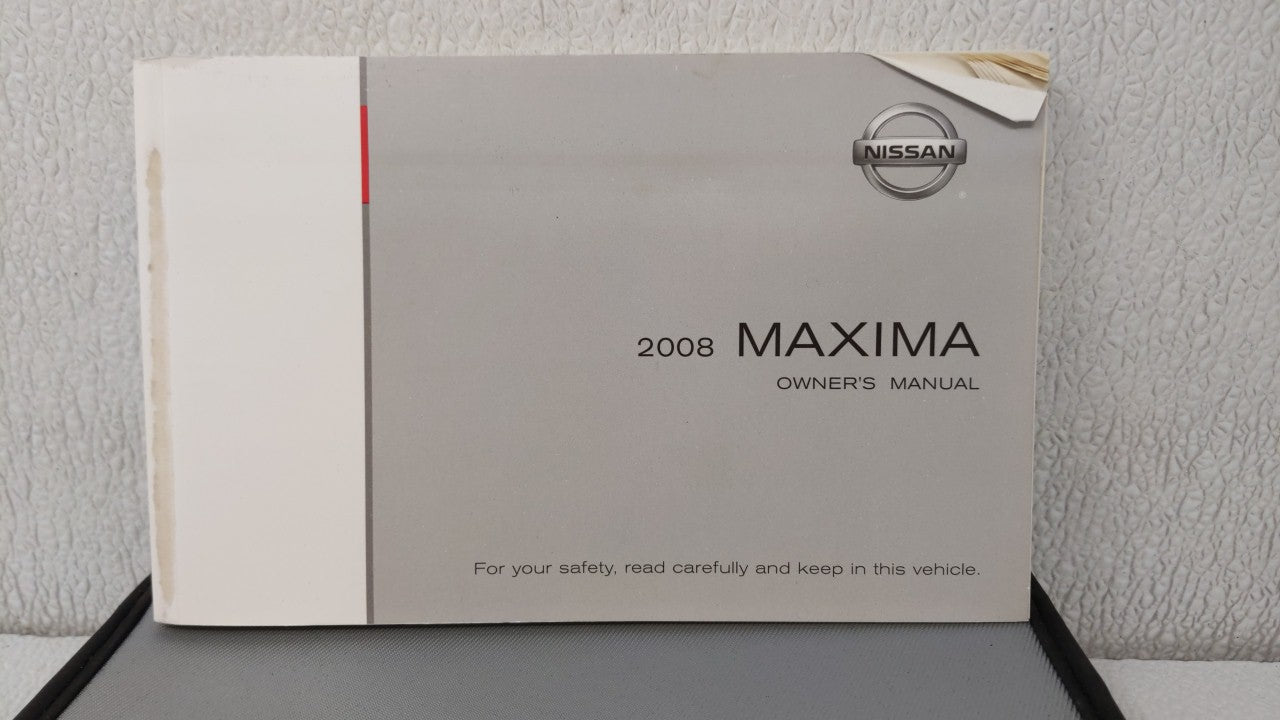 NISSAN
2008 MAXIMA
OWNER'S MANUAL
For your safety, read carefully and keep in this vehicle.